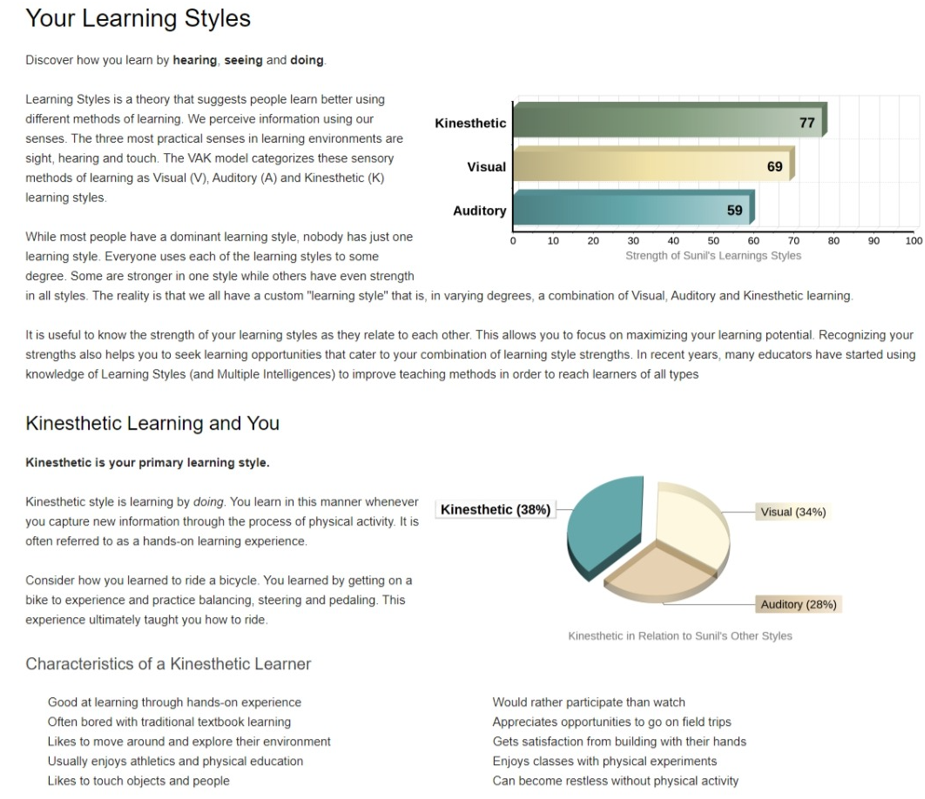 Your Learning Styles
Discover how you learn by hearing, seeing and doing.
Learning Styles is a theory that suggests people learn better using
different methods of learning. We perceive information using our
senses. The three most practical senses in learning environments are
sight, hearing and touch. The VAK model categorizes these sensory
methods of learning as Visual (V), Auditory (A) and Kinesthetic (K)
learning styles.
While most people have a dominant learning style, nobody has just one
learning style. Everyone uses each of the learning styles to some
degree. Some are stronger in one style while others have even strength
in all styles. The reality is that we all have a custom "learning style" that is, in varying degrees, a combination of Visual, Auditory and Kinesthetic learning.
Kinesthetic 77
Visual 69
Auditory 59
0 10 20 30 40 50 60 70 80 90 100
Strength of Sunil's Learnings Styles
It is useful to know the strength of your learning styles as they relate to each other. This allows you to focus on maximizing your learning potential. Recognizing your
strengths also helps you to seek learning opportunities that cater to your combination of learning style strengths. In recent years, many educators have started using
knowledge of Learning Styles (and Multiple Intelligences) to improve teaching methods in order to reach learners of all types
Kinesthetic Learning and You
Kinesthetic is your primary learning style.
Kinesthetic style is learning by doing. You learn in this manner whenever
you capture new information through the process of physical activity. It is
often referred to as a hands-on learning experience.
Consider how you learned to ride a bicycle. You learned by getting on a
bike to experience and practice balancing, steering and pedaling. This
experience ultimately taught you how to ride.
Kinesthetic (38%)
Visual (34%)
Auditory (28%)
Kinesthetic in Relation to Sunil's Other Styles
Characteristics of a Kinesthetic Learner
Good at learning through hands-on experience
Often bored with traditional textbook learning
Likes to move around and explore their environment
Usually enjoys athletics and physical education
Likes to touch objects and people
Would rather participate than watch
Appreciates opportunities to go on field trips
Gets satisfaction from building with their hands
Enjoys classes with physical experiments
Can become restless without physical activity